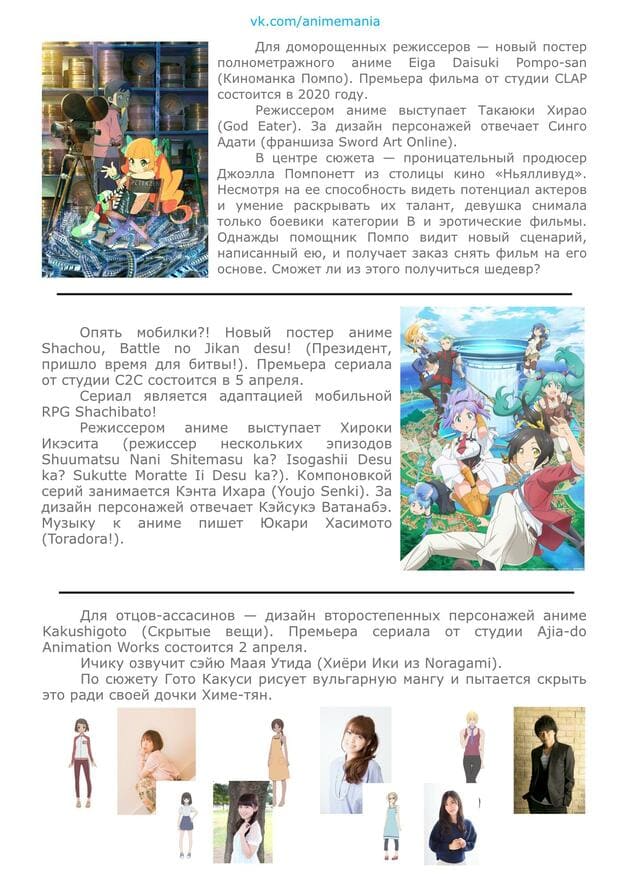 vk.com/animemania
Для доморощенных режиссеров — новый постер
полнометражного аниме Eiga Daisuki Pompo-san
(Киноманка Помпо). Премьера фильма от студии CLAP
состоится в 2020 году.
Режиссером аниме выступает Такаюки Хирао
(God Eater). За дизайн персонажей отвечает Синго
Адати (франшиза Sword Art Online).
В центре сюжета — проницательный продюсер
Джоэлла Помпонетт из столицы кино «Ньялливуд».
Несмотря на ее способность видеть потенциал актеров
и умение раскрывать их талант, девушка снимала
только боевики категории B и эротические фильмы.
Однажды помощник Помпо видит новый сценарий,
написанный ею, и получает заказ снять фильм на его
основе. Сможет ли из этого получиться шедевр?
Опять мобилки?! Новый постер аниме
Shachou, Battle no Jikan desu! (Президент,
пришло время для битвы!). Премьера сериала
от студии C2C состоится в 5 апреля.
Сериал является адаптацией мобильной
RPG Shachibato!
Режиссером аниме выступает Хироки
Икэсита (режиссер нескольких эпизодов
Shuumatsu Nani Shitemasu ka? Isogashii Desu
ka? Sukutte Moratte Ii Desu ka?). Компоновкой
серий занимается Кэнта Ихара (Youjo Senki). За
дизайн персонажей отвечает Кэйсукэ Ватанабэ.
Музыку к аниме пишет Юкари Хасимото
(Toradora!).
Для отцов-ассасинов — дизайн второстепенных персонажей аниме
Kakushigoto (Скрытые вещи). Премьера сериала от студии Ajia-do
Animation Works состоится 2 апреля.
Ичику озвучит сэйю Маая Утида (Хиёри Ики из Noragami).
По сюжету Гото Какуси рисует вульгарную мангу и пытается скрыть
это ради своей дочки Химе-тян.